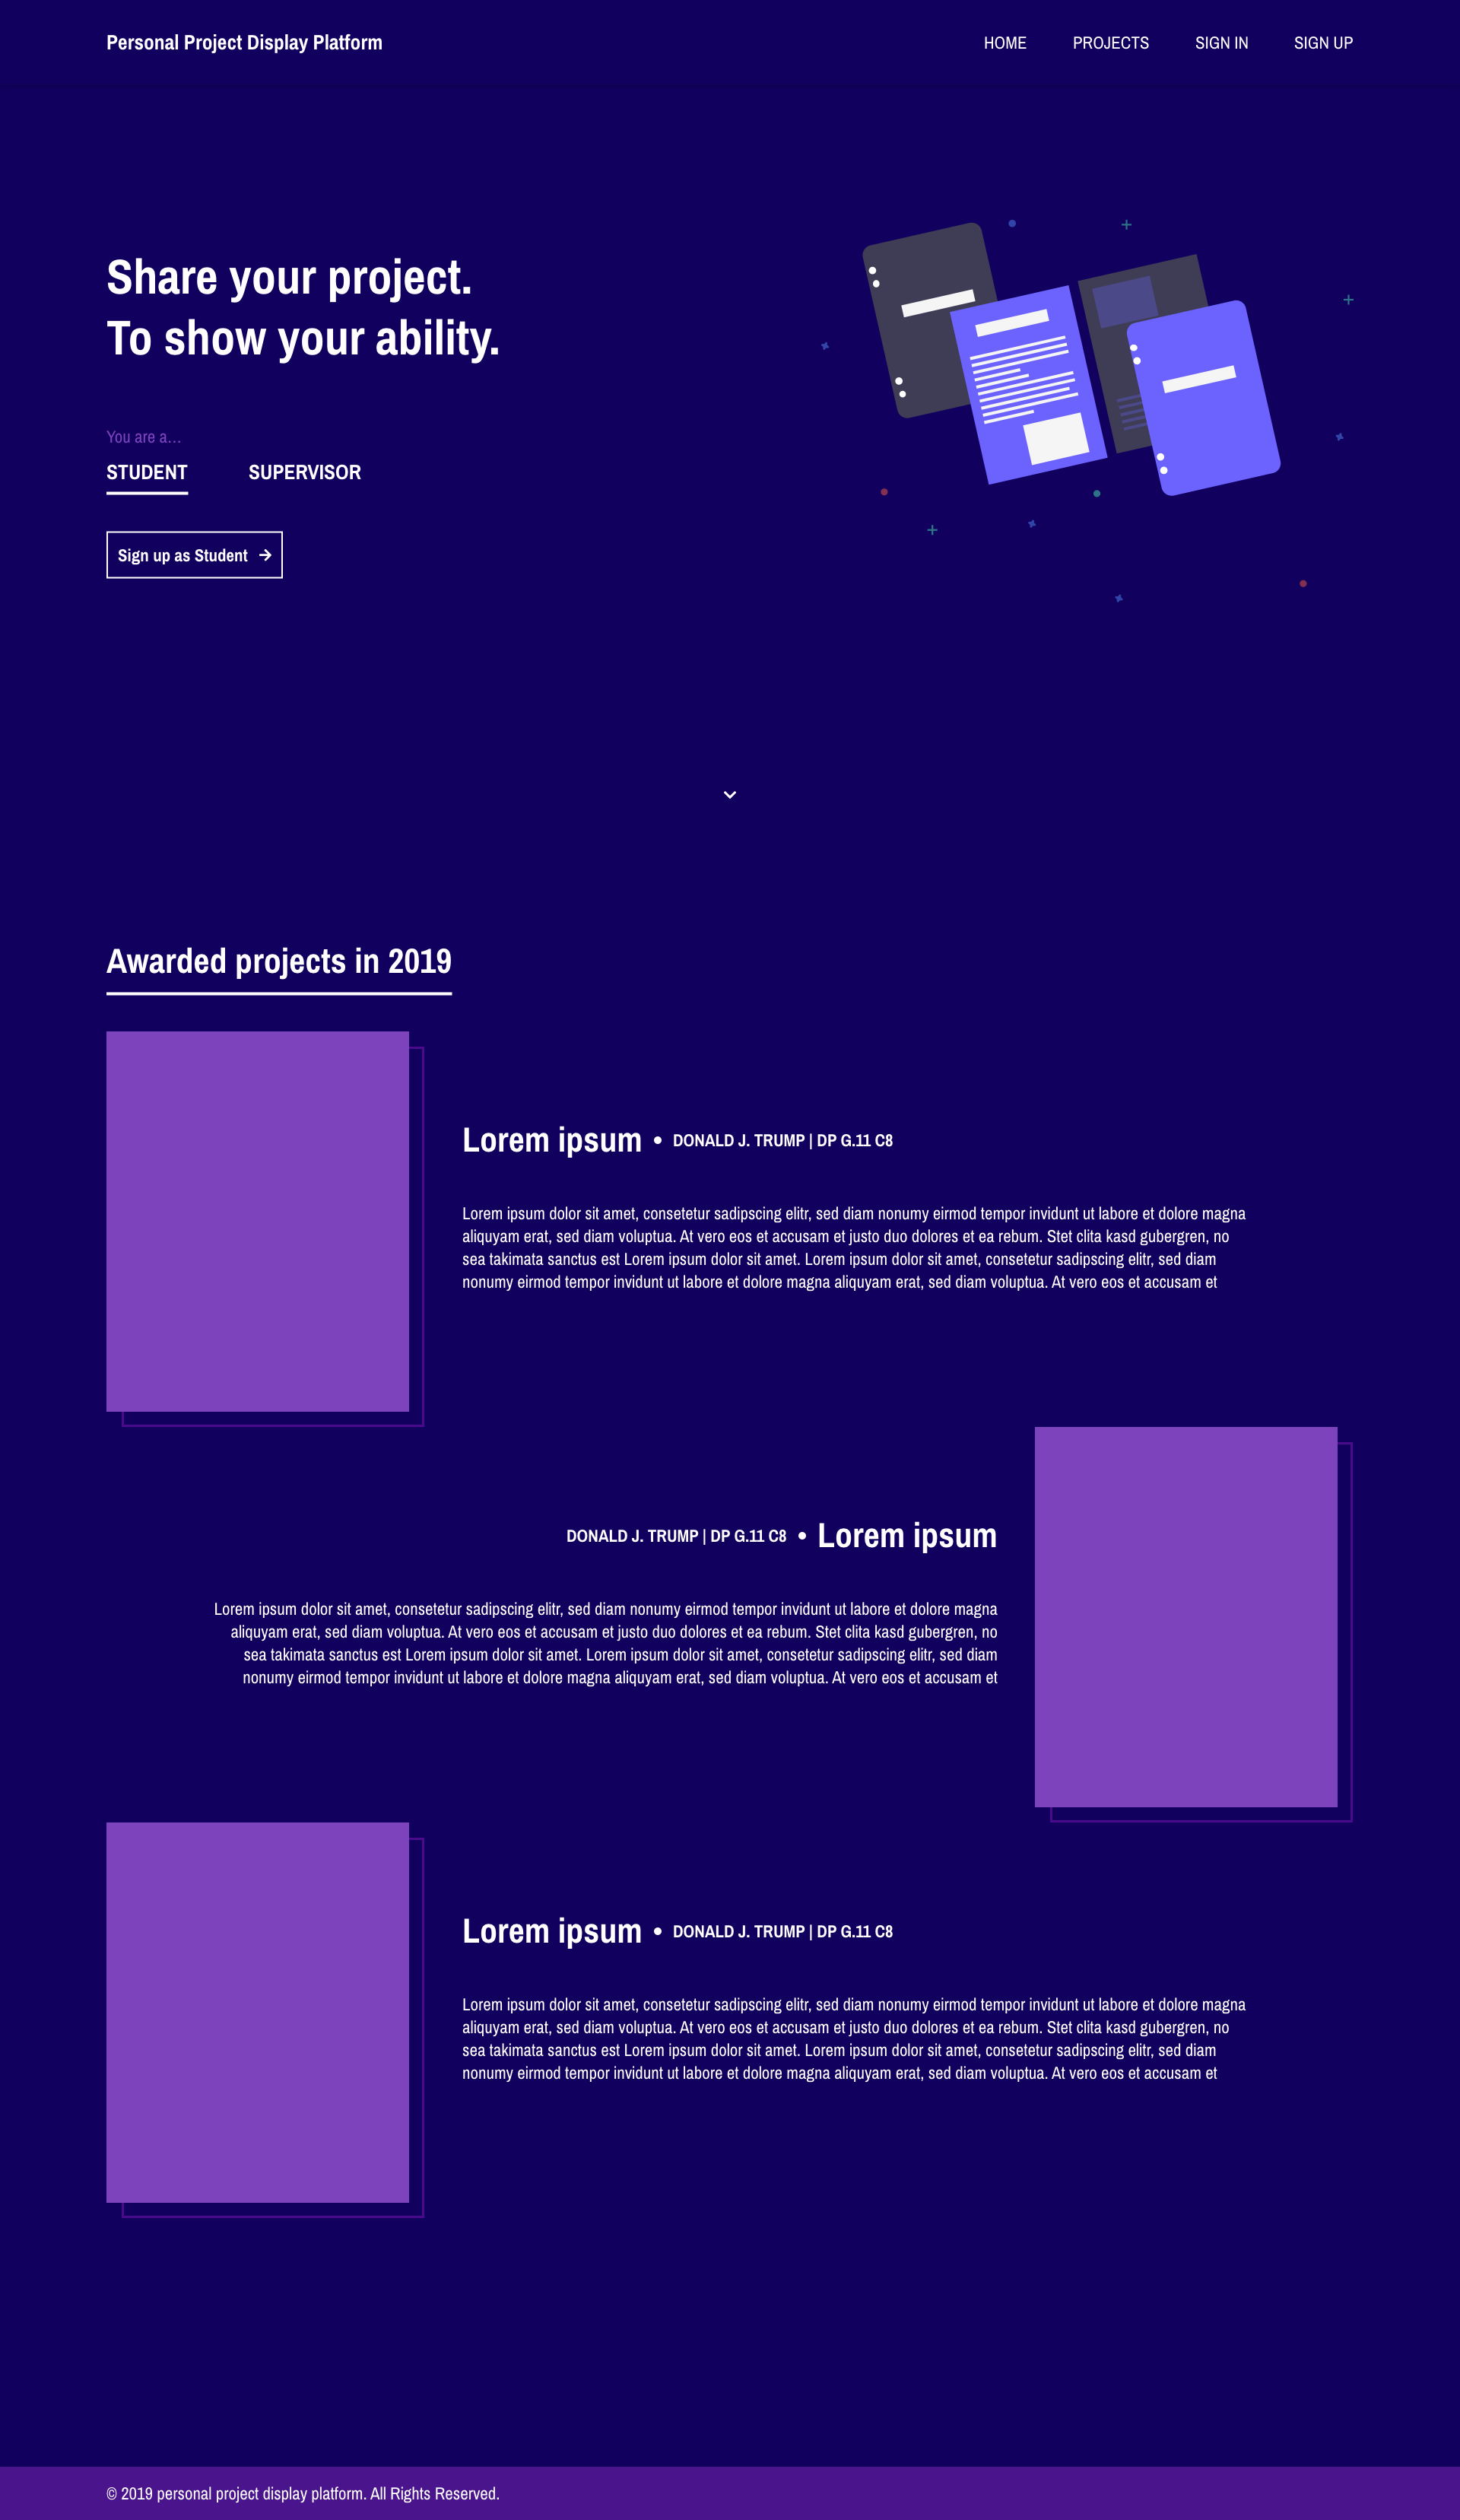 Personal Project Display Platform
HOME PROJECTS SIGN IN SIGN UP
Share your project.
To show your ability.
You are a...
STUDENT SUPERVISOR
Sign up as Student
Awarded projects in 2019
Lorem ipsum • DONALD J. TRUMP | DP G.11 C8
Lorem ipsum dolor sit amet, consetetur sadipscing elitr, sed diam nonumy eirmod tempor invidunt ut labore et dolore magna
aliquyam erat, sed diam voluptua. At vero eos et accusam et justo duo dolores et ea rebum. Stet clita kasd gubergren, no
sea takimata sanctus est Lorem ipsum dolor sit amet. Lorem ipsum dolor sit amet, consetetur sadipscing elitr, sed diam
nonumy eirmod tempor invidunt ut labore et dolore magna aliquyam erat, sed diam voluptua. At vero eos et accusam et
DONALD J. TRUMP | DP G.11 C8 • Lorem ipsum
Lorem ipsum dolor sit amet, consetetur sadipscing elitr, sed diam nonumy eirmod tempor invidunt ut labore et dolore magna
aliquyam erat, sed diam voluptua. At vero eos et accusam et justo duo dolores et ea rebum. Stet clita kasd gubergren, no
sea takimata sanctus est Lorem ipsum dolor sit amet. Lorem ipsum dolor sit amet, consetetur sadipscing elitr, sed diam
nonumy eirmod tempor invidunt ut labore et dolore magna aliquyam erat, sed diam voluptua. At vero eos et accusam et
Lorem ipsum • DONALD J. TRUMP | DP G.11 C8
Lorem ipsum dolor sit amet, consetetur sadipscing elitr, sed diam nonumy eirmod tempor invidunt ut labore et dolore magna
aliquyam erat, sed diam voluptua. At vero eos et accusam et justo duo dolores et ea rebum. Stet clita kasd gubergren, no
sea takimata sanctus est Lorem ipsum dolor sit amet. Lorem ipsum dolor sit amet, consetetur sadipscing elitr, sed diam
nonumy eirmod tempor invidunt ut labore et dolore magna aliquyam erat, sed diam voluptua. At vero eos et accusam et
© 2019 personal project display platform. All Rights Reserved.